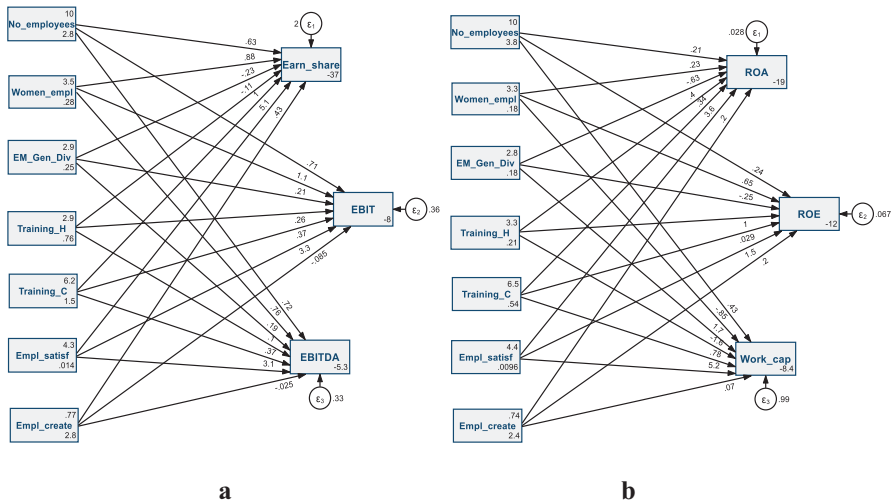 10
No_employees
2.8
3.5
Women_empl
.28
2.9
EM_Gen_Div
.25
2.9
Training_H
.76
6.2
Training_C
1.5
4.3
Empl_satisf
.014
.77
Empl_create
2.8
2
ε1
Earn_share
-37
.63
.88
-.23
-.11
1
5.1
.43
EBIT
-8
ε2
.36
.71
1.1
.21
.26
.37
3.3
-.085
EBITDA
-5.3
ε3
.33
.72
.76
.19
.1
.37
3.1
-.025
a
10
No_employees
3.8
3.3
Women_empl
.18
2.8
EM_Gen_Div
.18
3.3
Training_H
.21
6.5
Training_C
.54
4.4
Empl_satisf
.0096
.74
Empl_create
2.4
.028
ε1
ROA
-19
.21
.23
-.63
.4
.34
3.6
2
ROE
-12
ε2
.067
.24
.65
-.25
1
.029
1.5
2
Work_cap
-8.4
ε3
.99
.43
-.85
1.7
-1.6
.78
5.2
.07
b